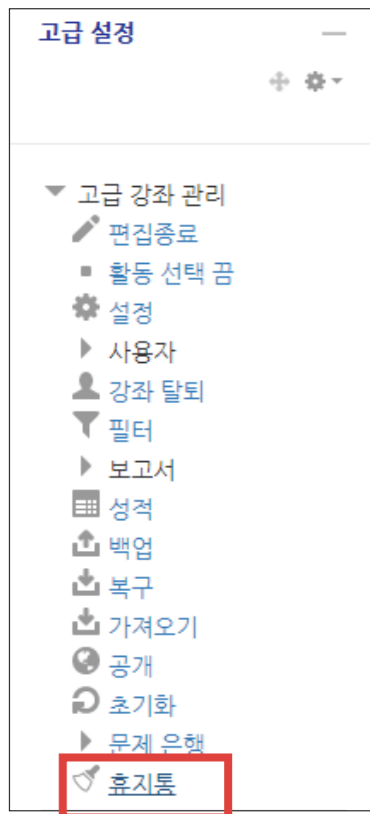 고급 설정
고급 강좌 관리
편집종료
활동 선택 끔
설정
사용자
강좌 탈퇴
필터
보고서
성적
백업
복구
가져오기
공개
초기화
문제 은행
휴지통